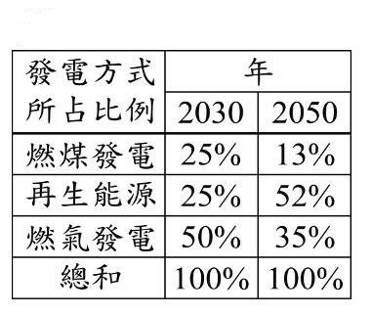 發電方式 年
所占比例 2030 2050
燃煤發電 25% 13%
再生能源 25% 52%
燃氣發電 50% 35%
總和 100% 100%